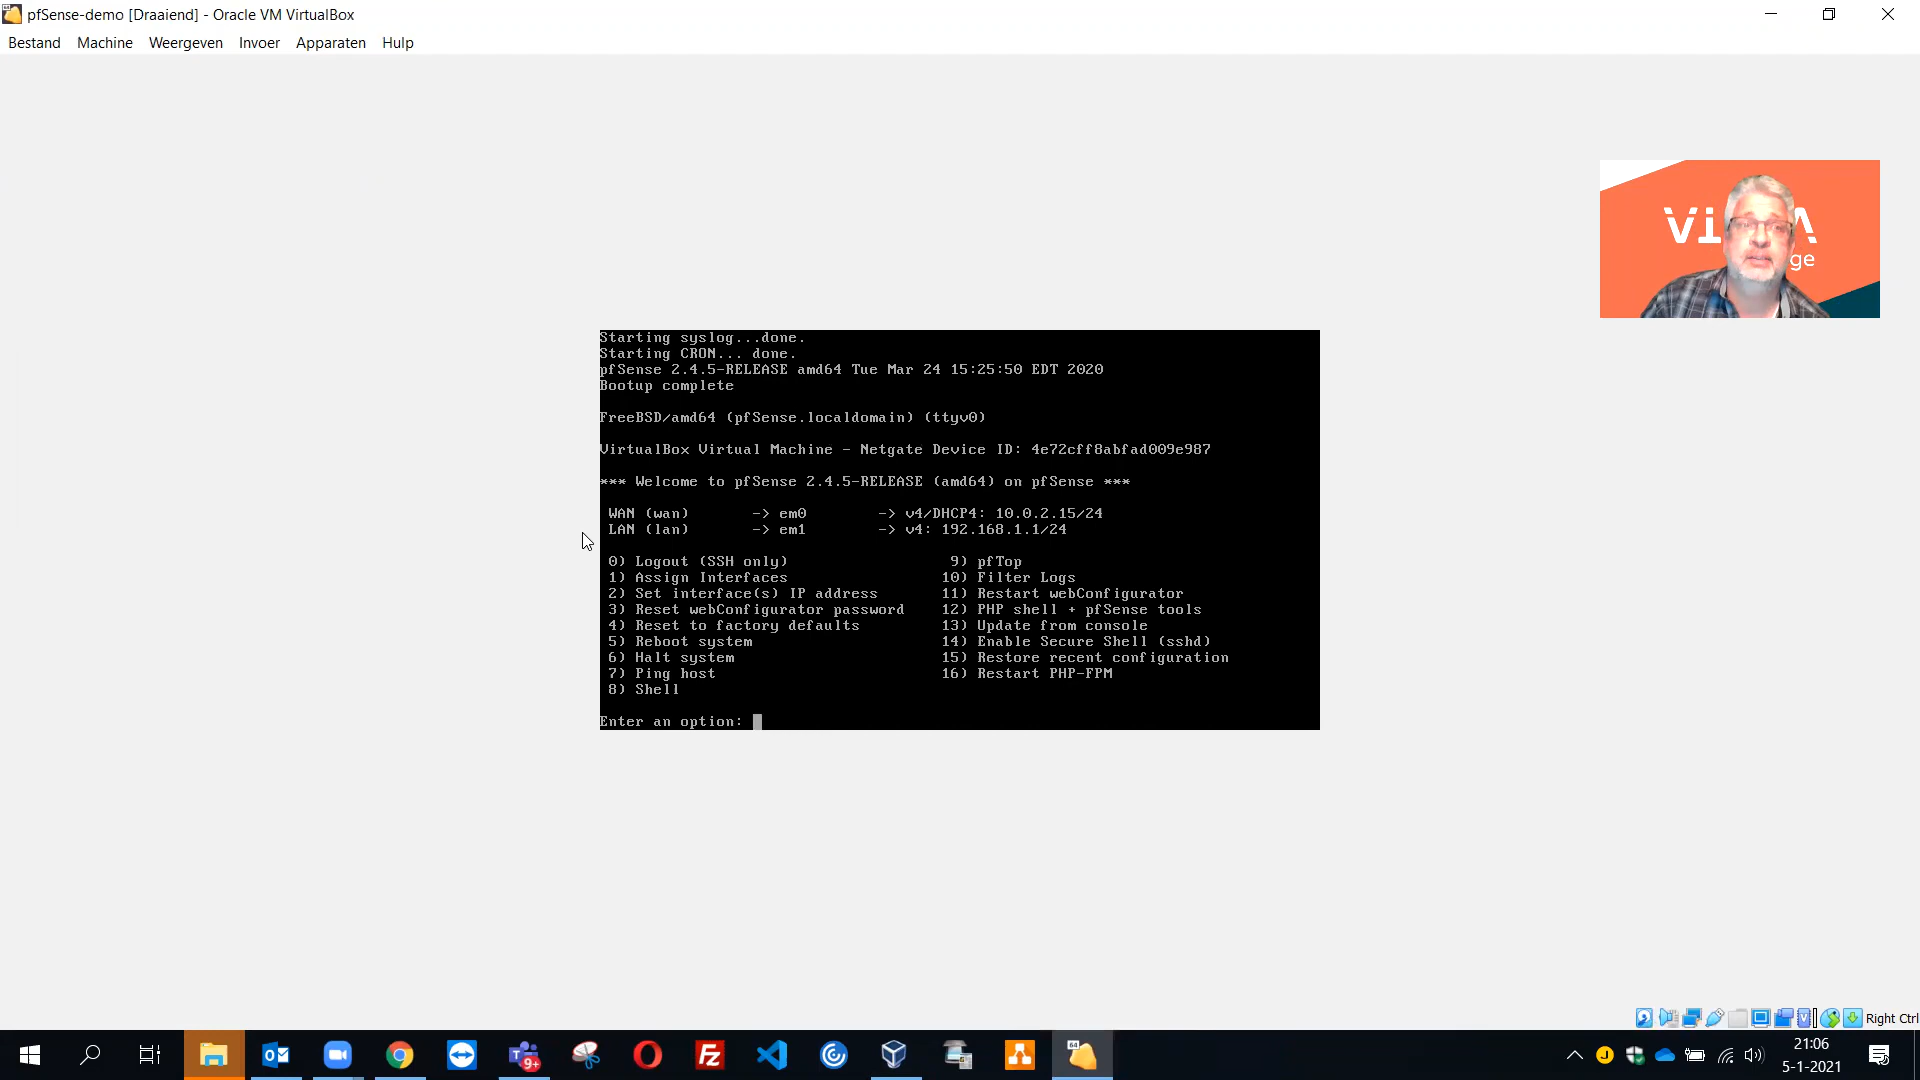 pfSense-demo [Draaiend] - Oracle VM VirtualBox
Bestand Machine Weergeven Invoer Apparaten Hulp
Starting syslog...done.
Starting CRON... done.
pfSense 2.4.5-RELEASE amd64 Tue Mar 24 15:25:50 EDT 2020
Bootup complete
FreeBSD/amd64 (pfSense.localdomain) (ttyv0)
VirtualBox Virtual Machine - Netgate Device ID: 4e72cff8abfad009e987
*** Welcome to pfSense 2.4.5-RELEASE (amd64) on pfSense ***
WAN (wan) -> em0 -> v4/DHCP4: 10.0.2.15/24
LAN (lan) -> em1 -> v4: 192.168.1.1/24
0) Logout (SSH only) 9) pfTop
1) Assign Interfaces 10) Filter Logs
2) Set interface(s) IP address 11) Restart webConfigurator
3) Reset webConfigurator password 12) PHP shell + pfSense tools
4) Reset to factory defaults 13) Update from console
5) Reboot system 14) Enable Secure Shell (sshd)
6) Halt system 15) Restore recent configuration
7) Ping host 16) Restart PHP-FPM
8) Shell
Enter an option:
Right Ctrl
9+
64
21:06
5-1-2021